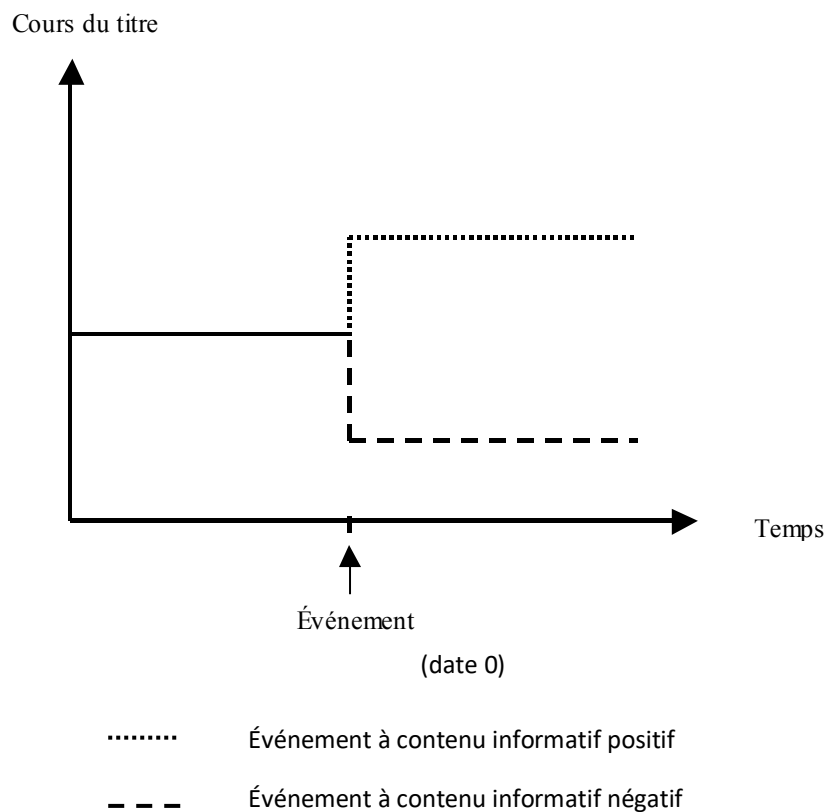 Cours du titre
Temps
Événement
(date 0)
Événement à contenu informatif positif
Événement à contenu informatif négatif